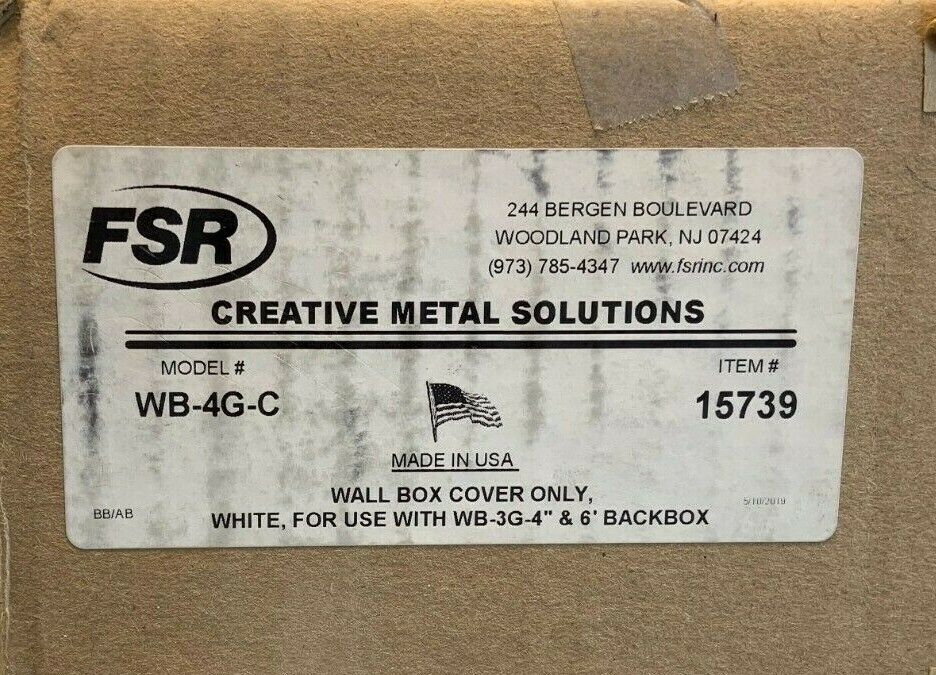 FSR
244 BERGEN BOULEVARD
WOODLAND PARK, NJ 07424
(973) 785-4347 www.fsrinc.com
CREATIVE METAL SOLUTIONS
MODEL #
WB-4G-C
ITEM #
15739
MADE IN USA
WALL BOX COVER ONLY,
WHITE, FOR USE WITH WB-3G-4" & 6' BACKBOX
BB/AB
5/10/2019